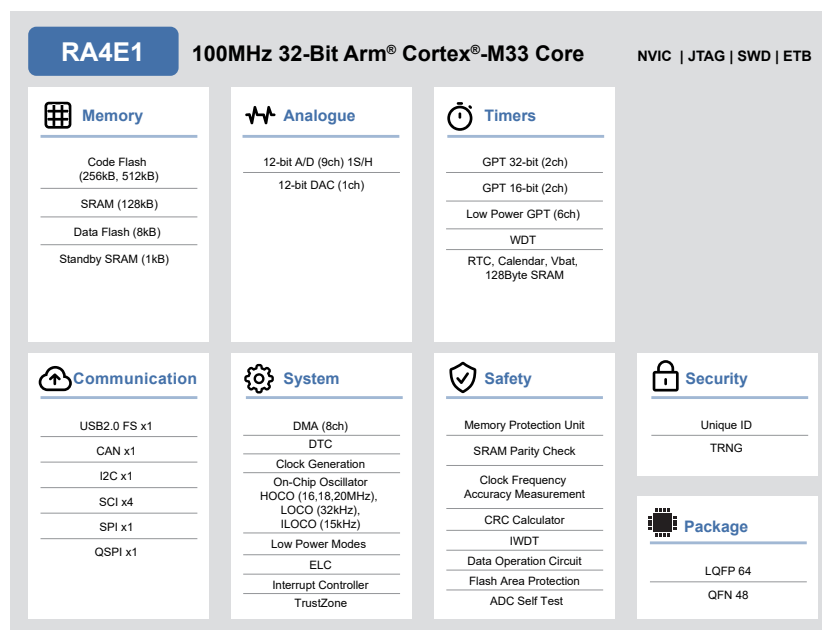 RA4E1
100MHz 32-Bit Arm® Cortex®-M33 Core
NVIC | JTAG | SWD | ETB
Memory
Code Flash
(256kB, 512kB)
SRAM (128kB)
Data Flash (8kB)
Standby SRAM (1kB)
Analogue
12-bit A/D (9ch) 1S/H
12-bit DAC (1ch)
Timers
GPT 32-bit (2ch)
GPT 16-bit (2ch)
Low Power GPT (6ch)
WDT
RTC, Calendar, Vbat,
128Byte SRAM
Communication
USB2.0 FS x1
CAN x1
I2C x1
SCI x4
SPI x1
QSPI x1
System
DMA (8ch)
DTC
Clock Generation
On-Chip Oscillator
HOCO (16,18,20MHz),
LOCO (32kHz),
ILOCO (15kHz)
Low Power Modes
ELC
Interrupt Controller
TrustZone
Safety
Memory Protection Unit
SRAM Parity Check
Clock Frequency
Accuracy Measurement
CRC Calculator
IWDT
Data Operation Circuit
Flash Area Protection
ADC Self Test
Security
Unique ID
TRNG
Package
LQFP 64
QFN 48